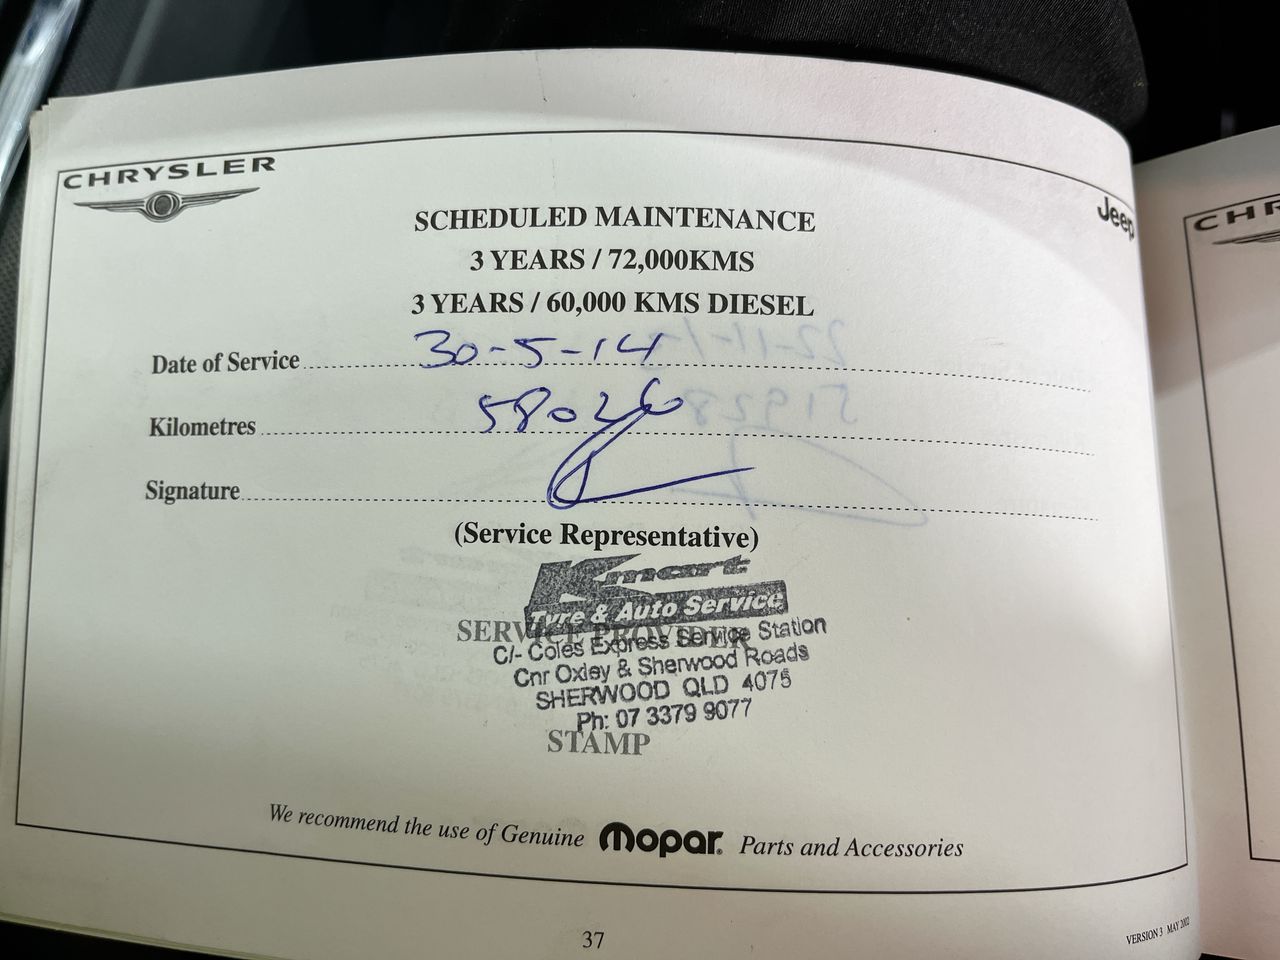 CHRYSLER
Jeep
SCHEDULED MAINTENANCE
3 YEARS / 72,000KMS
3 YEARS / 60,000 KMS DIESEL
Date of Service 30-5-14
Kilometres 58026
Signature
(Service Representative)
Kmart
Tyre & Auto Service
SERVICE PROVIDER
C/- Coles Express Service Station
Cnr Oxley & Sherwood Roads
SHERWOOD QLD 4075
Ph: 07 3379 9077
STAMP
We recommend the use of Genuine Mopar. Parts and Accessories
37
VERSION 3 MAY 2002
CHR